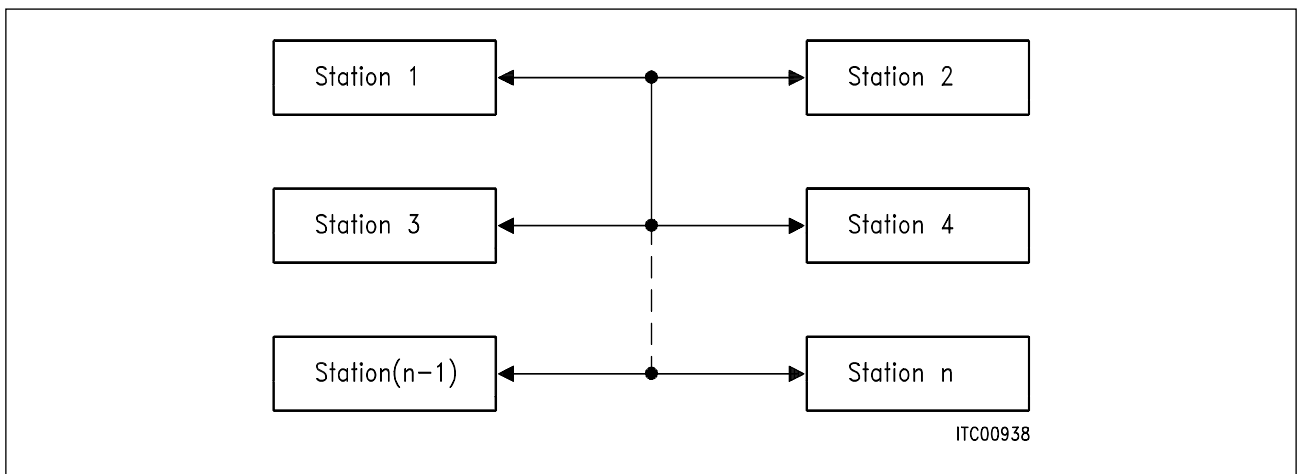 Station 1
Station 2
Station 3
Station 4
Station(n-1)
Station n
ITC00938